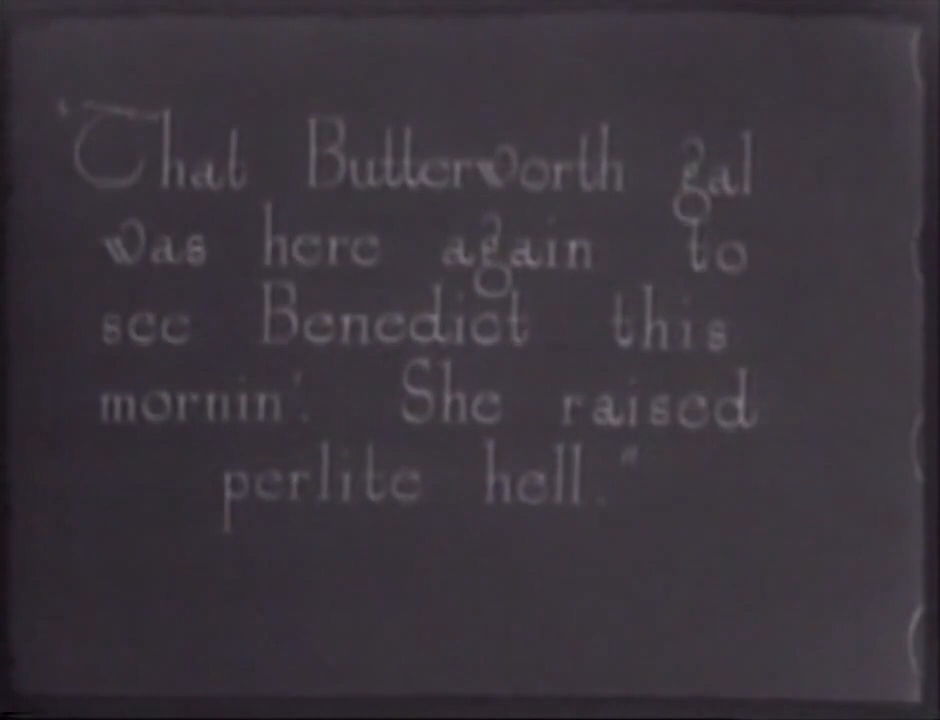 "That Butterworth gal
was here again to
see Benedict this
mornin'. She raised
perlite hell."